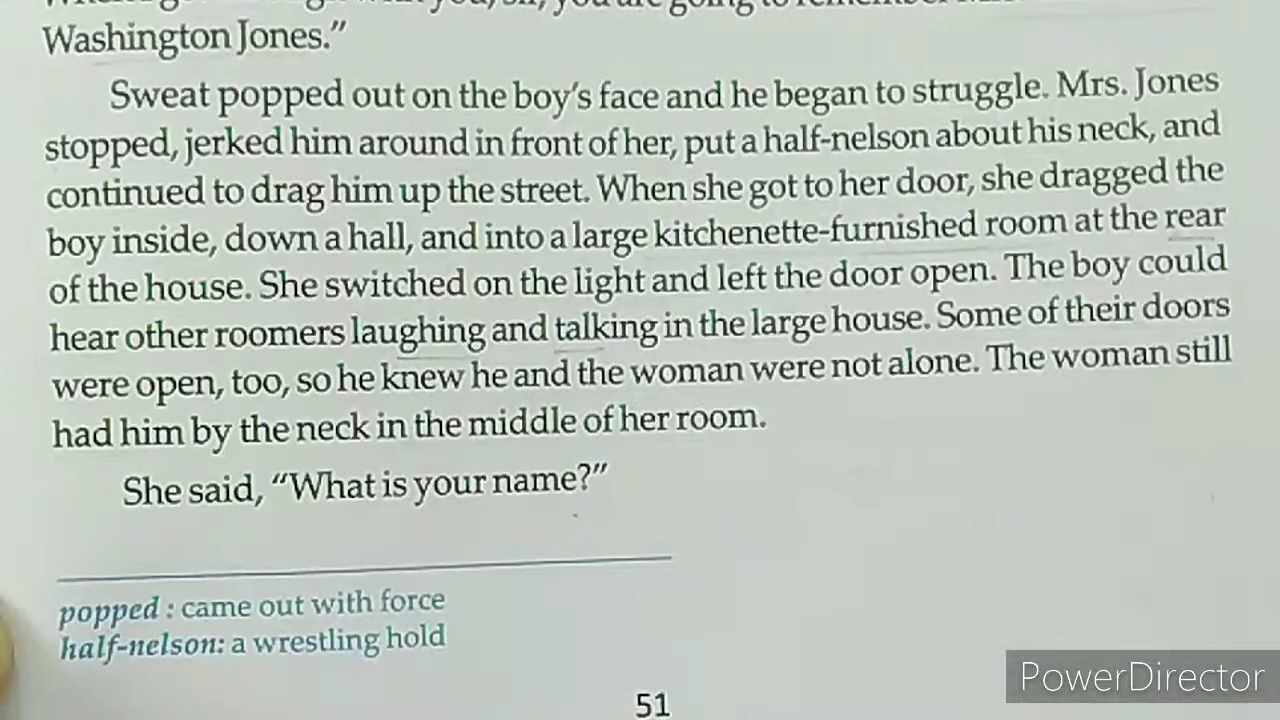 you are going to remember
Washington Jones.”
Sweat popped out on the boy’s face and he began to struggle. Mrs. Jones
stopped, jerked him around in front of her, put a half-nelson about his neck, and
continued to drag him up the street. When she got to her door, she dragged the
boy inside, down a hall, and into a large kitchenette-furnished room at the rear
of the house. She switched on the light and left the door open. The boy could
hear other roomers laughing and talking in the large house. Some of their doors
were open, too, so he knew he and the woman were not alone. The woman still
had him by the neck in the middle of her room.
She said, “What is your name?”
popped : came out with force
half-nelson: a wrestling hold
51
PowerDirector